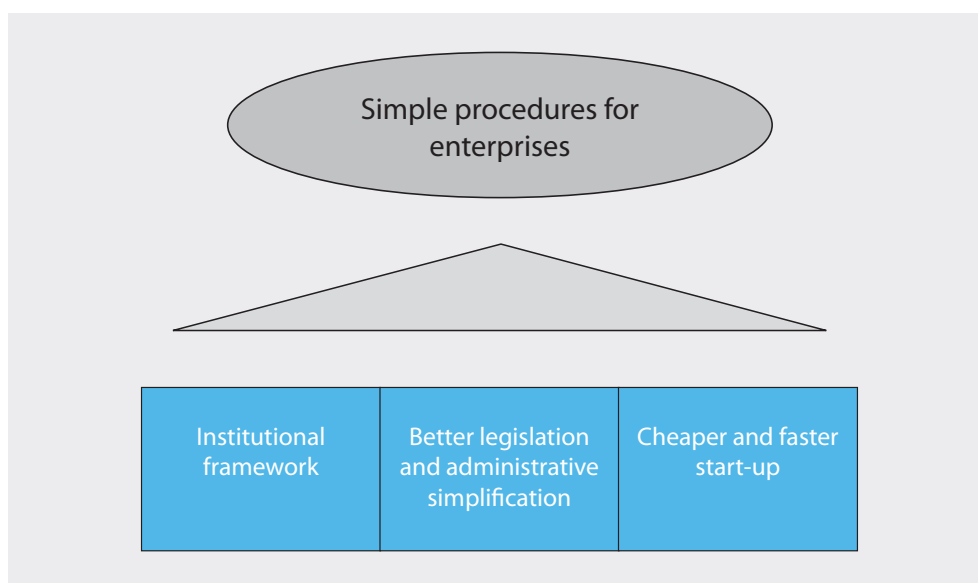 Simple procedures for
enterprises
Institutional
framework
Better legislation
and administrative
simplification
Cheaper and faster
start-up